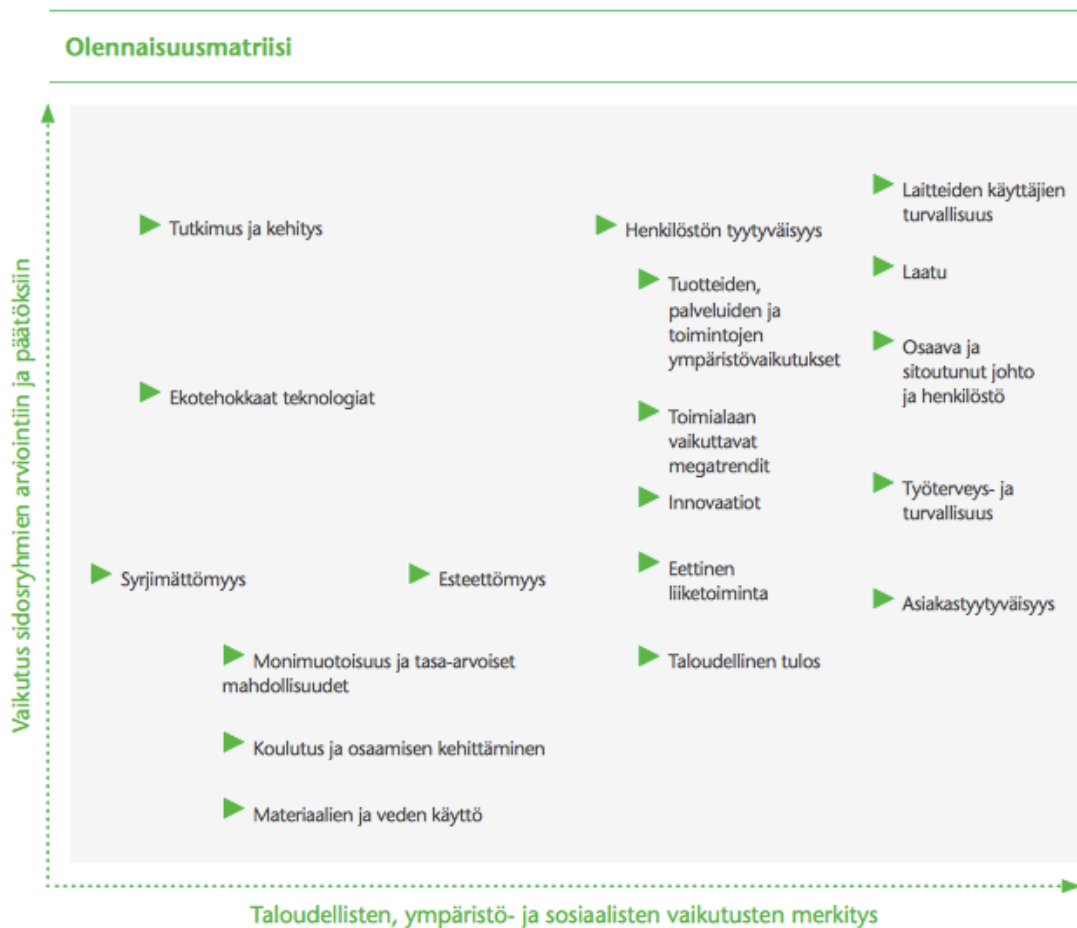 Olennaisuusmatriisi
Vaikutus sidosryhmien arviointiin ja päätöksiin
Laitteiden käyttäjien
turvallisuus
Tutkimus ja kehitys
Henkilöstön tyytyväisyys
Laatu
Tuotteiden,
palveluiden ja
toimintojen
ympäristövaikutukset
Osaava ja
sitoutunut johto
ja henkilöstö
Ekotehokkaat teknologiat
Toimialaan
vaikuttavat
megatrendit
Työterveys- ja
turvallisuus
Innovaatiot
Syrjimättömyys
Esteettömyys
Eettinen
liiketoiminta
Asiakastyytyväisyys
Monimuotoisuus ja tasa-arvoiset
mahdollisuudet
Taloudellinen tulos
Koulutus ja osaamisen kehittäminen
Materiaalien ja veden käyttö
Taloudellisten, ympäristö- ja sosiaalisten vaikutusten merkitys